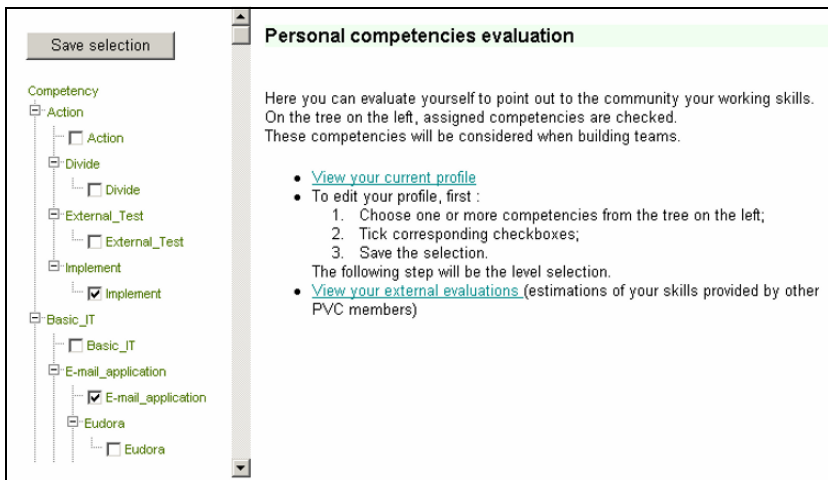 Save selection
Competency
Action
Action
Divide
Divide
External_Test
External_Test
Implement
Implement
Basic_IT
Basic_IT
E-mail_application
E-mail_application
Eudora
Eudora
Personal competencies evaluation
Here you can evaluate yourself to point out to the community your working skills.
On the tree on the left, assigned competencies are checked.
These competencies will be considered when building teams.
• View your current profile
• To edit your profile, first :
1. Choose one or more competencies from the tree on the left;
2. Tick corresponding checkboxes;
3. Save the selection.
The following step will be the level selection.
• View your external evaluations (estimations of your skills provided by other
PVC members)